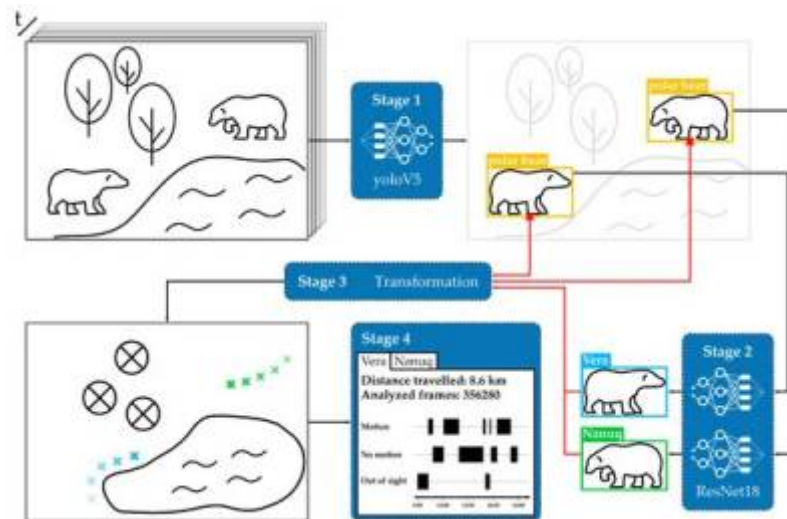 t
Stage 1
yoloV5
polar bear
polar bear
Stage 3 Transformation
Stage 4
Vera Nanuq
Distance travelled: 8.6 km
Analyzed frames: 356280
Motion
No motion
Out of sight
Vera
Nanuq
Stage 2
ResNet18